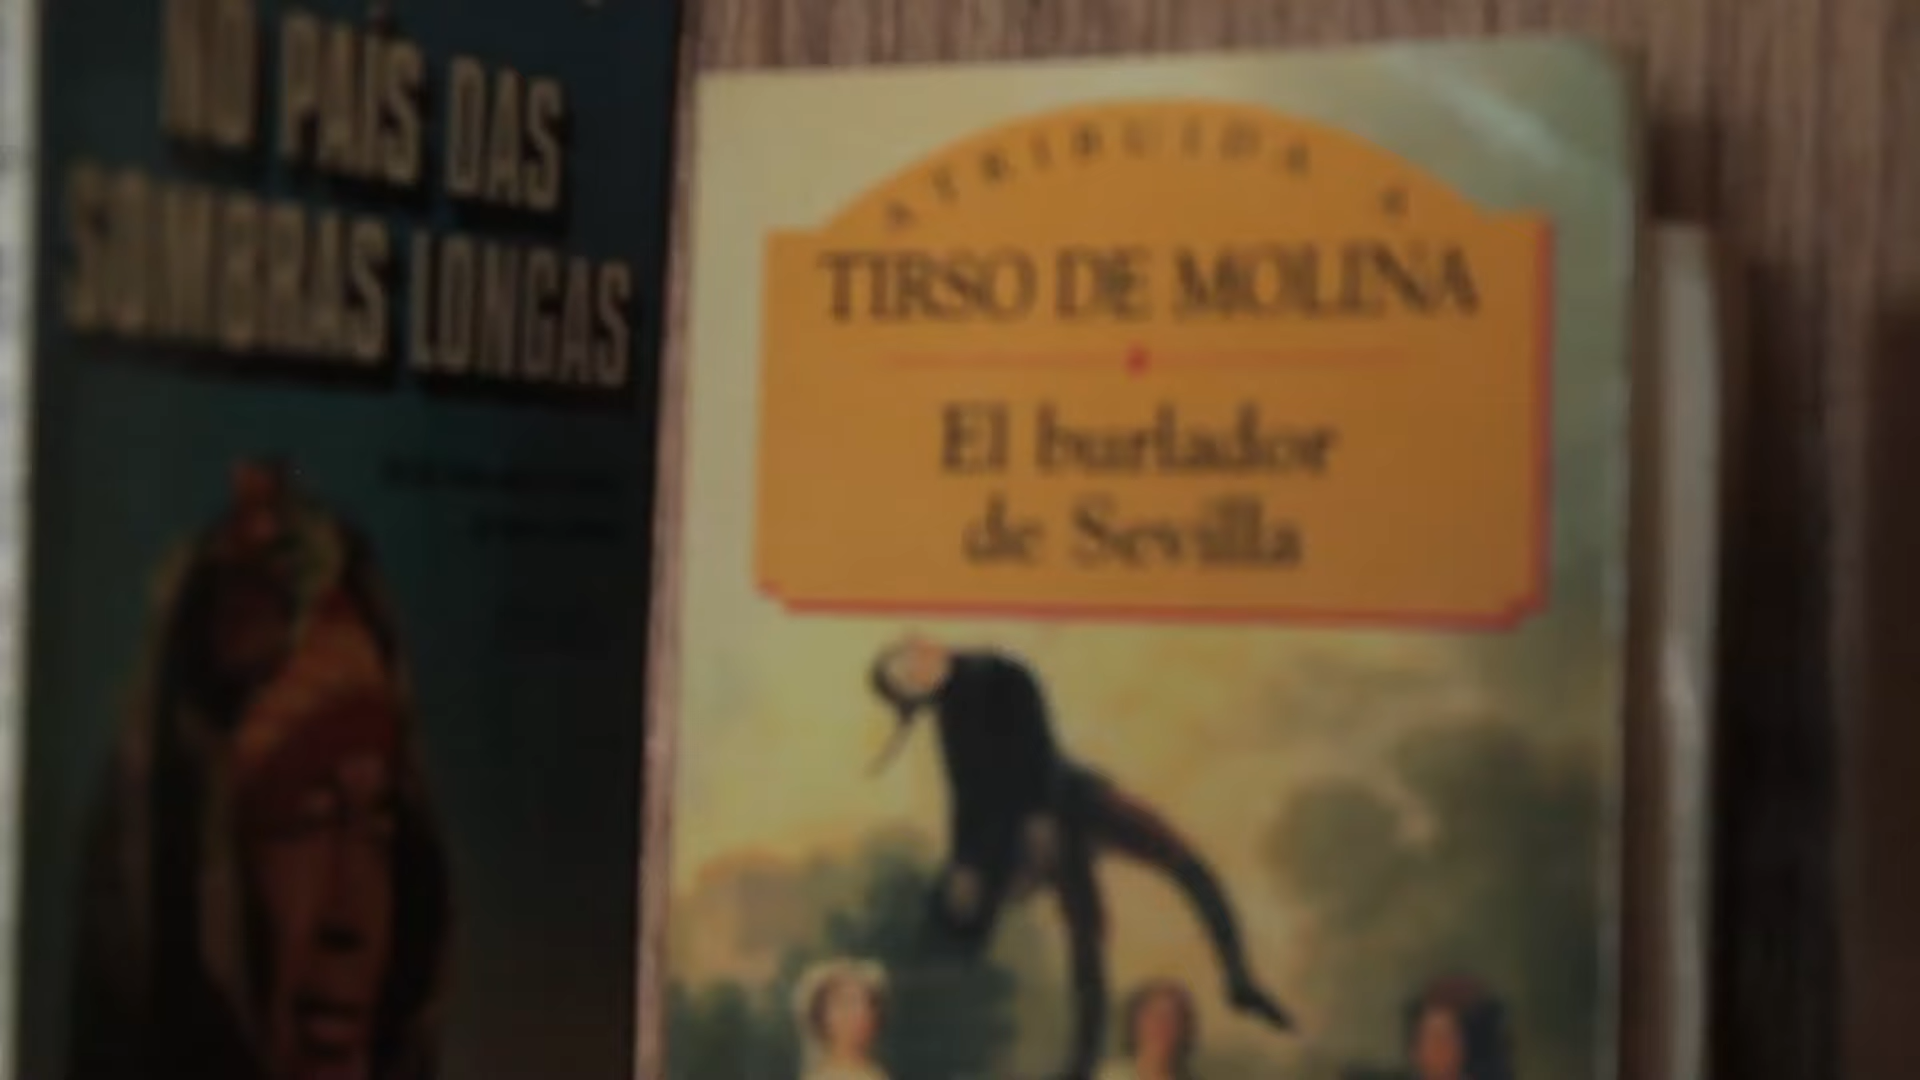 NO PAÍS DAS
SOMBRAS LONGAS
ATRIBUIDA A
TIRSO DE MOLINA
El burlador
de Sevilla